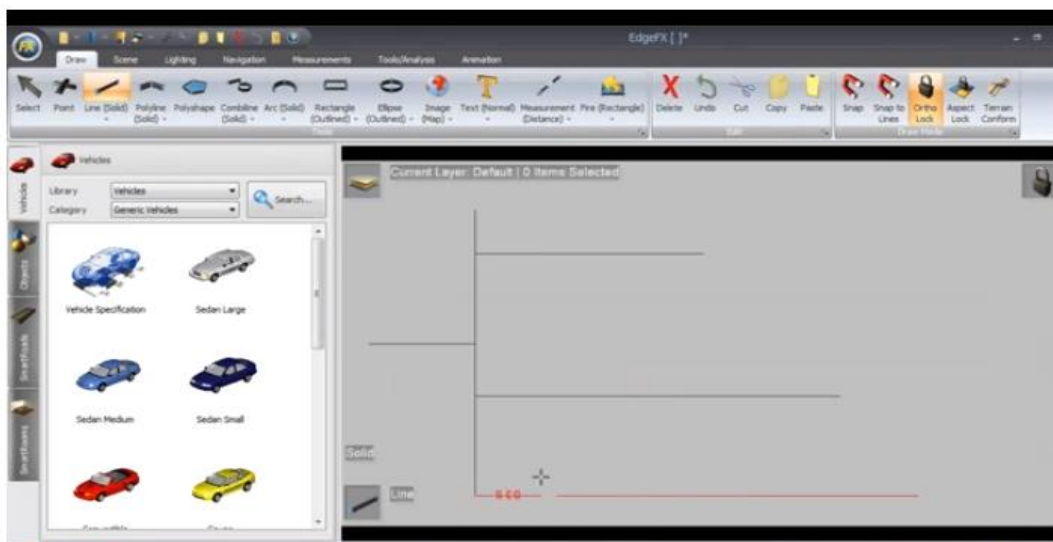 FX
EdgeFX [ ]*
Draw Scene Lighting Navigation Measurements Tools/Analysis Animation
Select Point Line (Solid) Polyline (Solid) Polyshape Combiline (Solid) Arc (Solid) Rectangle (Outlined) Ellipse (Outlined) Image (Map) Text (Normal) Measurement (Distance) Fire (Rectangle) Delete Undo Cut Copy Paste Snap Snap to Lines Ortho Lock Aspect Lock Terrain Conform
Tools Edit Draw Mode
Vehicles
Library Vehicles
Category Generic Vehicles
Search...
Vehicles
Objects
SmartRoads
SmartRooms
Vehicle Specification Sedan Large
Sedan Medium Sedan Small
Current Layer: Default | 0 Items Selected
Solid
Line